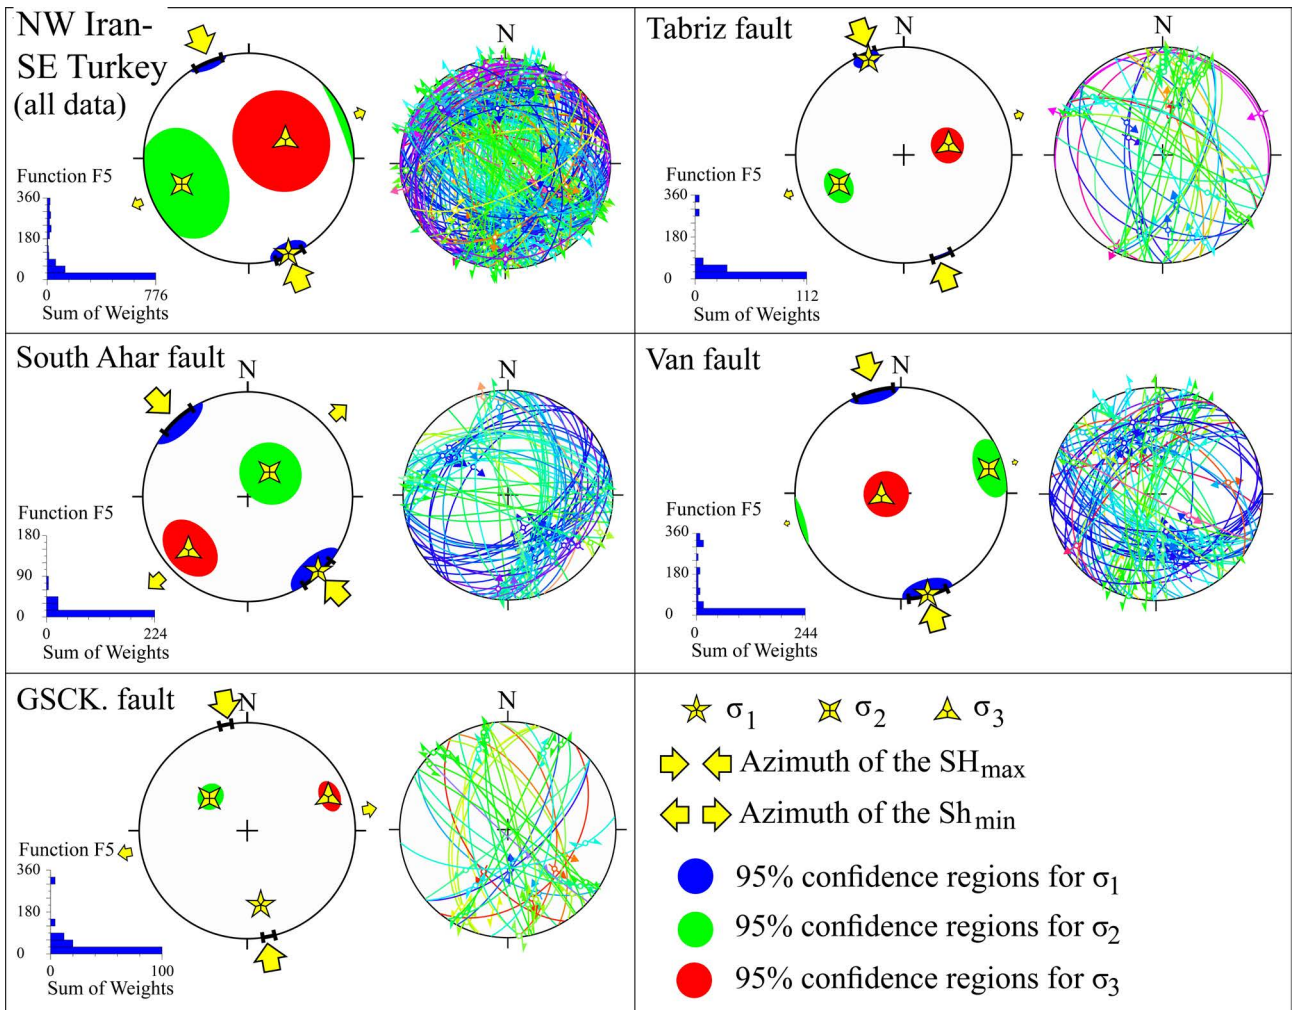 NW Iran-
SE Turkey
(all data)
N
Function F5
360
180
0
0
776
Sum of Weights
Tabriz fault
N
360
180
0
0
112
Sum of Weights
South Ahar fault
N
N
Function F5
180
90
0
0
224
Sum of Weights
Van fault
N
N
Function F5
360
180
0
0
244
Sum of Weights
GSCK. fault
N
N
Function F5
360
180
0
0
100
Sum of Weights
σ1 σ2 σ3
Azimuth of the SHmax
Azimuth of the Shmin
95% confidence regions for σ1
95% confidence regions for σ2
95% confidence regions for σ3